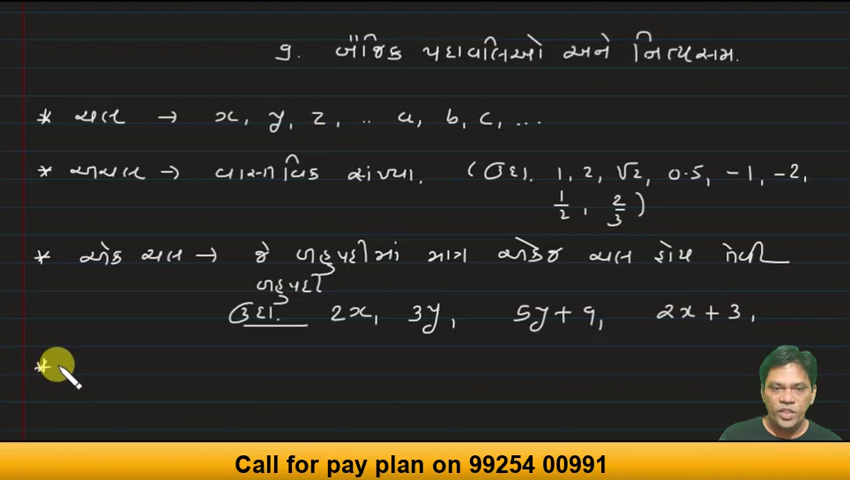 9. બૈજિક પદાવલિઓ અને નિત્યસમ.
* ચલ → x, y, z, .. a, b, c, ...
* અચલ → વાસ્તવિક સંખ્યા. (ઉદા. 1, 2, √2, 0.5, -1, -2,
1/2, 2/3)
* એક ચલ → જે બહુપદીમાં માત્ર એકજ ચલ હોય તેવી
બહુપદી
ઉદા. 2x, 3y, 5y + 9, 2x + 3,
*
Call for pay plan on 99254 00991